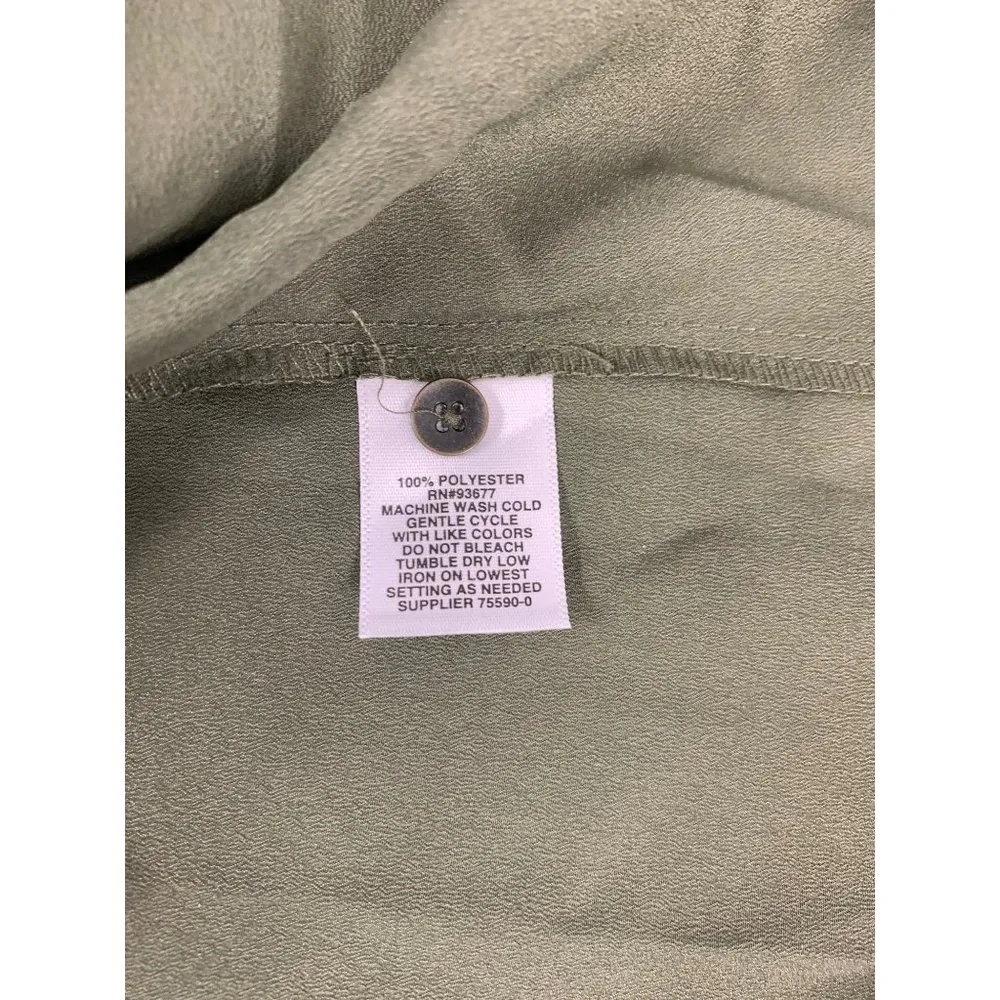 100% POLYESTER
RN#93677
MACHINE WASH COLD
GENTLE CYCLE
WITH LIKE COLORS
DO NOT BLEACH
TUMBLE DRY LOW
IRON ON LOWEST
SETTING AS NEEDED
SUPPLIER 75590-0